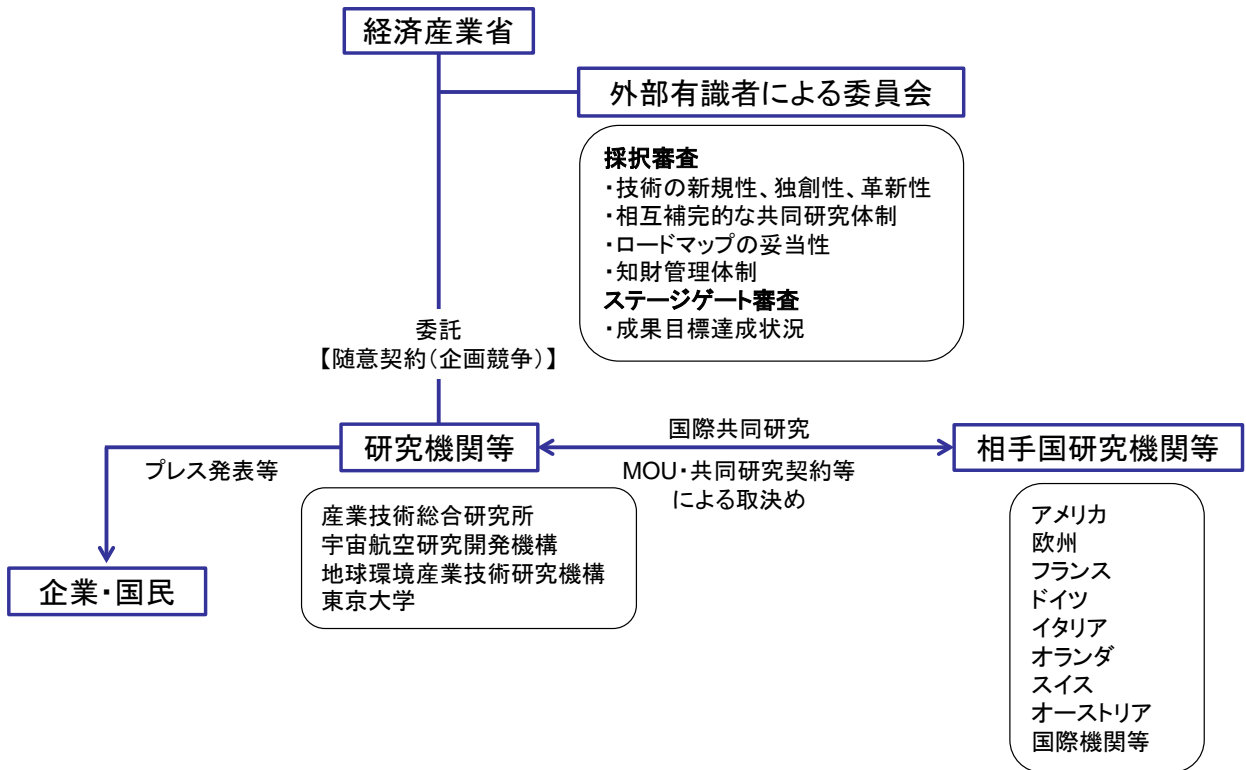 経済産業省
外部有識者による委員会
採択審査
・技術の新規性、独創性、革新性
・相互補完的な共同研究体制
・ロードマップの妥当性
・知財管理体制
ステージゲート審査
・成果目標達成状況
委託
【随意契約（企画競争）】
研究機関等
国際共同研究
相手国研究機関等
プレス発表等
MOU・共同研究契約等
による取決め
産業技術総合研究所
宇宙航空研究開発機構
地球環境産業技術研究機構
東京大学
企業・国民
アメリカ
欧州
フランス
ドイツ
イタリア
オランダ
スイス
オーストリア
国際機関等